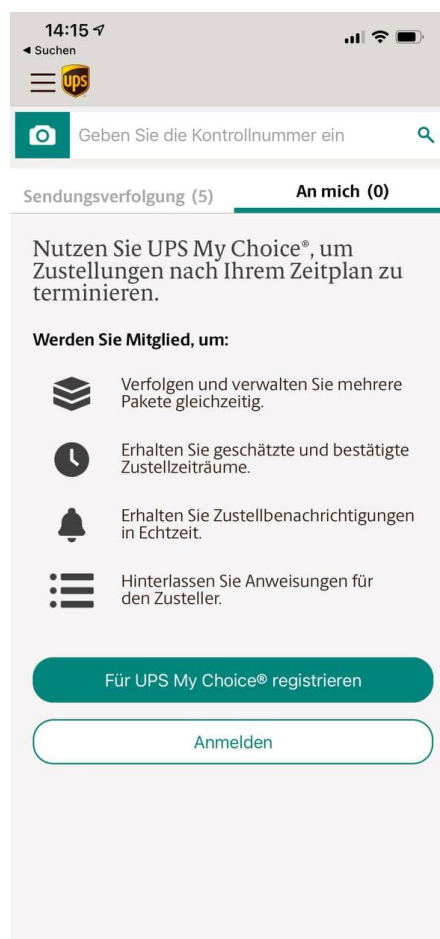 14:15
◀ Suchen
ups
Geben Sie die Kontrollnummer ein
Sendungsverfolgung (5)
An mich (0)
Nutzen Sie UPS My Choice®, um
Zustellungen nach Ihrem Zeitplan zu
terminieren.
Werden Sie Mitglied, um:
Verfolgen und verwalten Sie mehrere
Pakete gleichzeitig.
Erhalten Sie geschätzte und bestätigte
Zustellzeiträume.
Erhalten Sie Zustellbenachrichtigungen
in Echtzeit.
Hinterlassen Sie Anweisungen für
den Zusteller.
Für UPS My Choice® registrieren
Anmelden